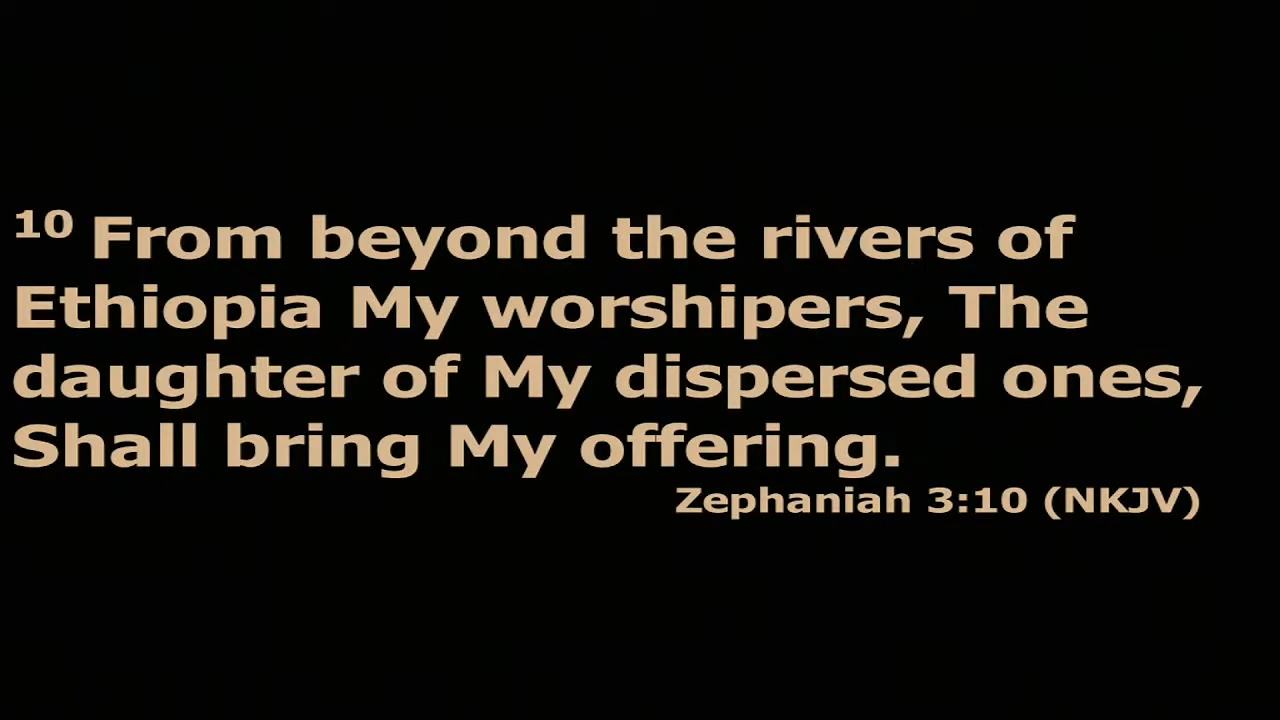 10 From beyond the rivers of
Ethiopia My worshipers, The
daughter of My dispersed ones,
Shall bring My offering.
Zephaniah 3:10 (NKJV)